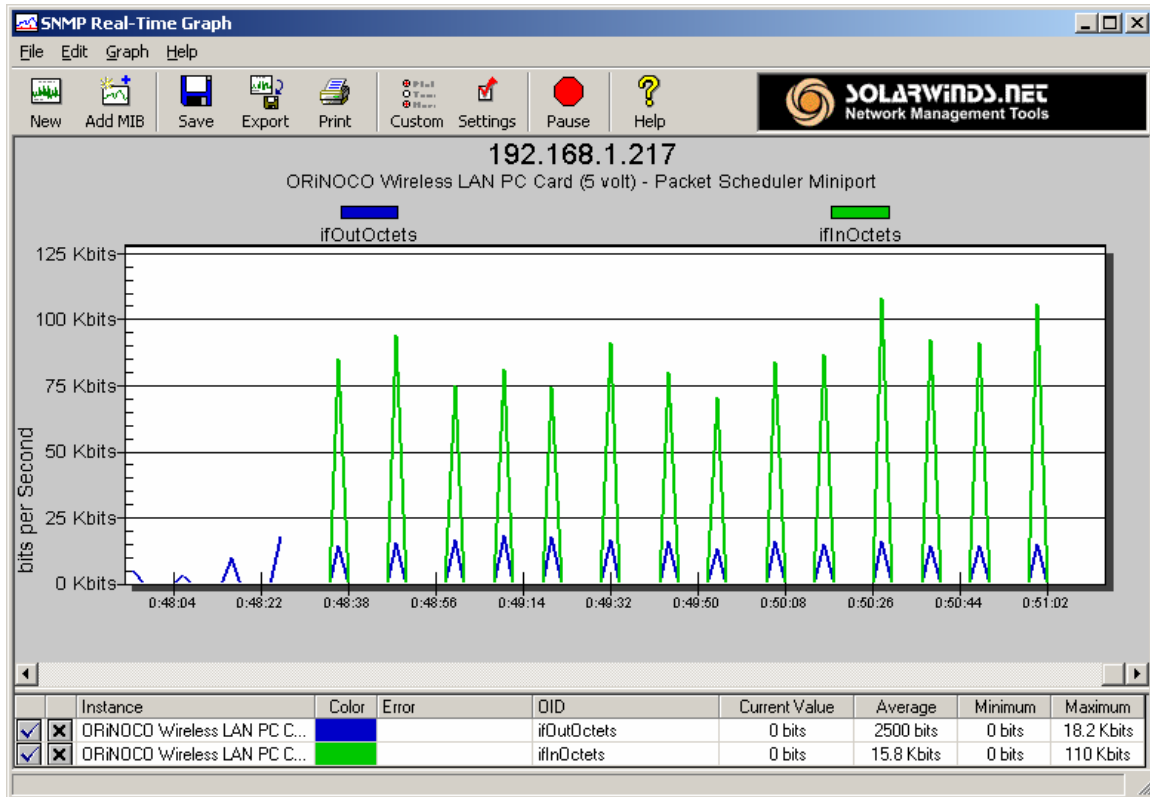 SNMP Real-Time Graph
File Edit Graph Help
New Add MIB Save Export Print Custom Settings Pause Help
SOLARWINDS.NET
Network Management Tools
192.168.1.217
ORiNOCO Wireless LAN PC Card (5 volt) - Packet Scheduler Miniport
ifOutOctets ifInOctets
125 Kbits
100 Kbits
75 Kbits
50 Kbits
25 Kbits
0 Kbits
bits per Second
0:48:04 0:48:22 0:48:38 0:48:56 0:49:14 0:49:32 0:49:50 0:50:08 0:50:26 0:50:44 0:51:02
Instance Color Error OID Current Value Average Minimum Maximum
ORiNOCO Wireless LAN PC C... ifOutOctets 0 bits 2500 bits 0 bits 18.2 Kbits
ORiNOCO Wireless LAN PC C... ifInOctets 0 bits 15.8 Kbits 0 bits 110 Kbits